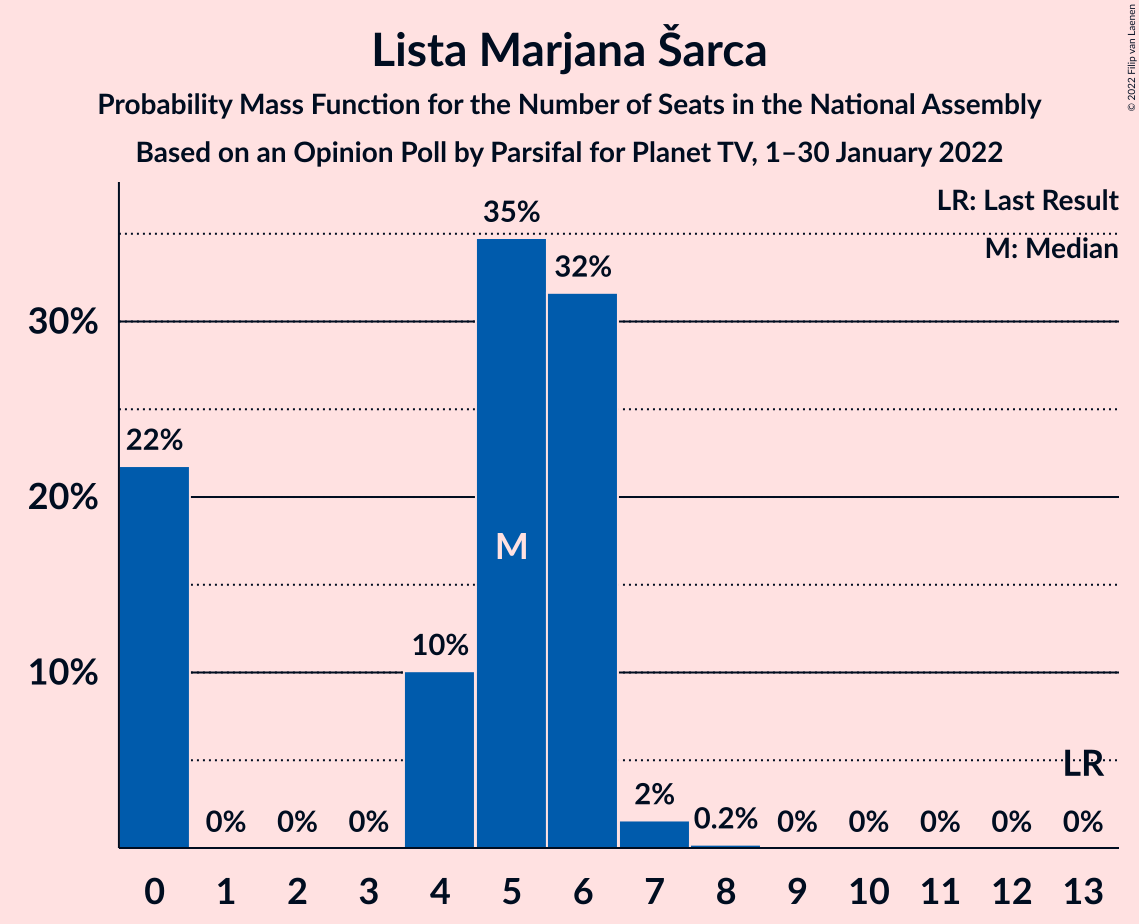 Lista Marjana Šarca
Probability Mass Function for the Number of Seats in the National Assembly
Based on an Opinion Poll by Parsifal for Planet TV, 1–30 January 2022
© 2022 Filip van Laenen
LR: Last Result
M: Median
35%
32%
30%
22%
20%
M
10%
10%
LR
2%
0.2%
0% 0% 0% 0% 0% 0% 0% 0%
0 1 2 3 4 5 6 7 8 9 10 11 12 13